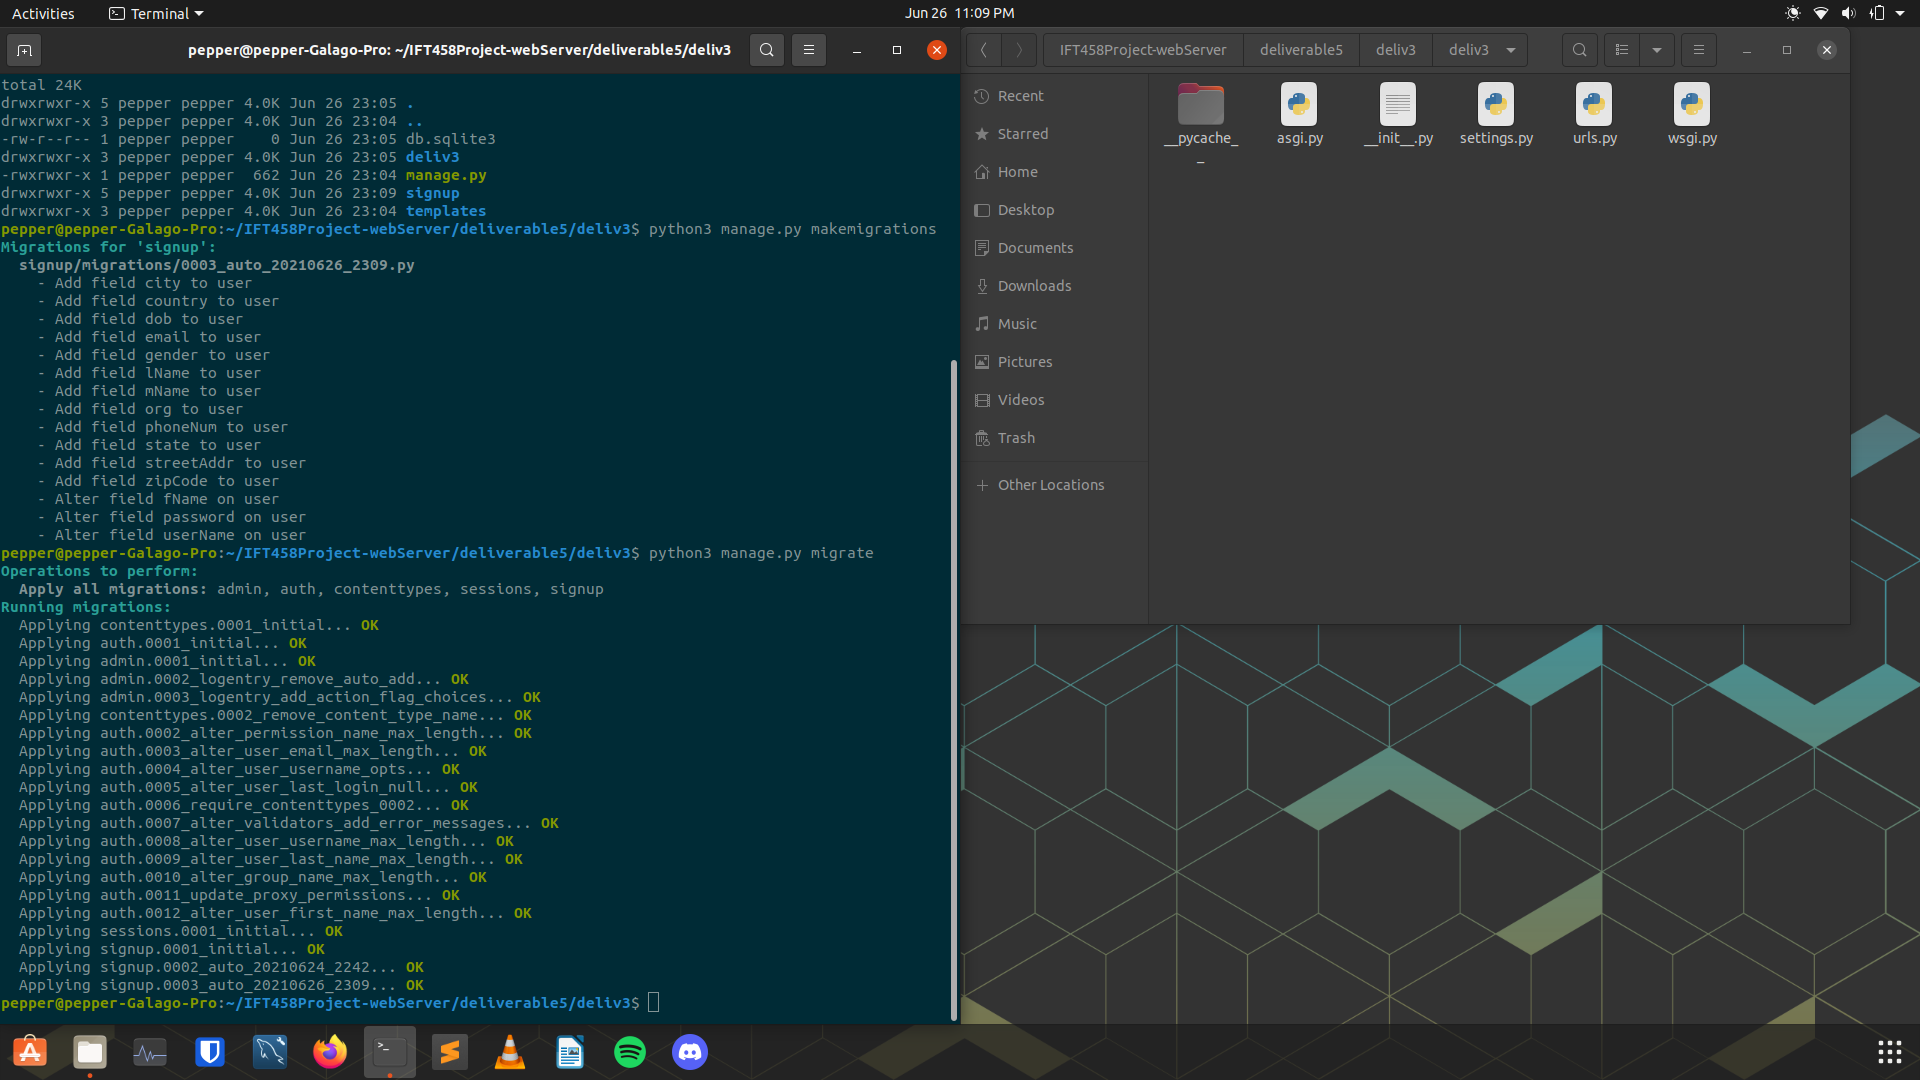 Activities
Terminal
Jun 26 11:09 PM
pepper@pepper-Galago-Pro: ~/IFT458Project-webServer/deliverable5/deliv3
total 24K
drwxrwxr-x 5 pepper pepper 4.0K Jun 26 23:05 .
drwxrwxr-x 3 pepper pepper 4.0K Jun 26 23:04 ..
-rw-r--r-- 1 pepper pepper    0 Jun 26 23:05 db.sqlite3
drwxrwxr-x 3 pepper pepper 4.0K Jun 26 23:05 deliv3
-rwxrwxr-x 1 pepper pepper  662 Jun 26 23:04 manage.py
drwxrwxr-x 5 pepper pepper 4.0K Jun 26 23:09 signup
drwxrwxr-x 3 pepper pepper 4.0K Jun 26 23:04 templates
pepper@pepper-Galago-Pro:~/IFT458Project-webServer/deliverable5/deliv3$ python3 manage.py makemigrations
Migrations for 'signup':
  signup/migrations/0003_auto_20210626_2309.py
    - Add field city to user
    - Add field country to user
    - Add field dob to user
    - Add field email to user
    - Add field gender to user
    - Add field lName to user
    - Add field mName to user
    - Add field org to user
    - Add field phoneNum to user
    - Add field state to user
    - Add field streetAddr to user
    - Add field zipCode to user
    - Alter field fName on user
    - Alter field password on user
    - Alter field userName on user
pepper@pepper-Galago-Pro:~/IFT458Project-webServer/deliverable5/deliv3$ python3 manage.py migrate
Operations to perform:
  Apply all migrations: admin, auth, contenttypes, sessions, signup
Running migrations:
  Applying contenttypes.0001_initial... OK
  Applying auth.0001_initial... OK
  Applying admin.0001_initial... OK
  Applying admin.0002_logentry_remove_auto_add... OK
  Applying admin.0003_logentry_add_action_flag_choices... OK
  Applying contenttypes.0002_remove_content_type_name... OK
  Applying auth.0002_alter_permission_name_max_length... OK
  Applying auth.0003_alter_user_email_max_length... OK
  Applying auth.0004_alter_user_username_opts... OK
  Applying auth.0005_alter_user_last_login_null... OK
  Applying auth.0006_require_contenttypes_0002... OK
  Applying auth.0007_alter_validators_add_error_messages... OK
  Applying auth.0008_alter_user_username_max_length... OK
  Applying auth.0009_alter_user_last_name_max_length... OK
  Applying auth.0010_alter_group_name_max_length... OK
  Applying auth.0011_update_proxy_permissions... OK
  Applying auth.0012_alter_user_first_name_max_length... OK
  Applying sessions.0001_initial... OK
  Applying signup.0001_initial... OK
  Applying signup.0002_auto_20210624_2242... OK
  Applying signup.0003_auto_20210626_2309... OK
pepper@pepper-Galago-Pro:~/IFT458Project-webServer/deliverable5/deliv3$
IFT458Project-webServer
deliverable5
deliv3
deliv3
Recent
Starred
Home
Desktop
Documents
Downloads
Music
Pictures
Videos
Trash
Other Locations
__pycache_
_
asgi.py
__init__.py
settings.py
urls.py
wsgi.py